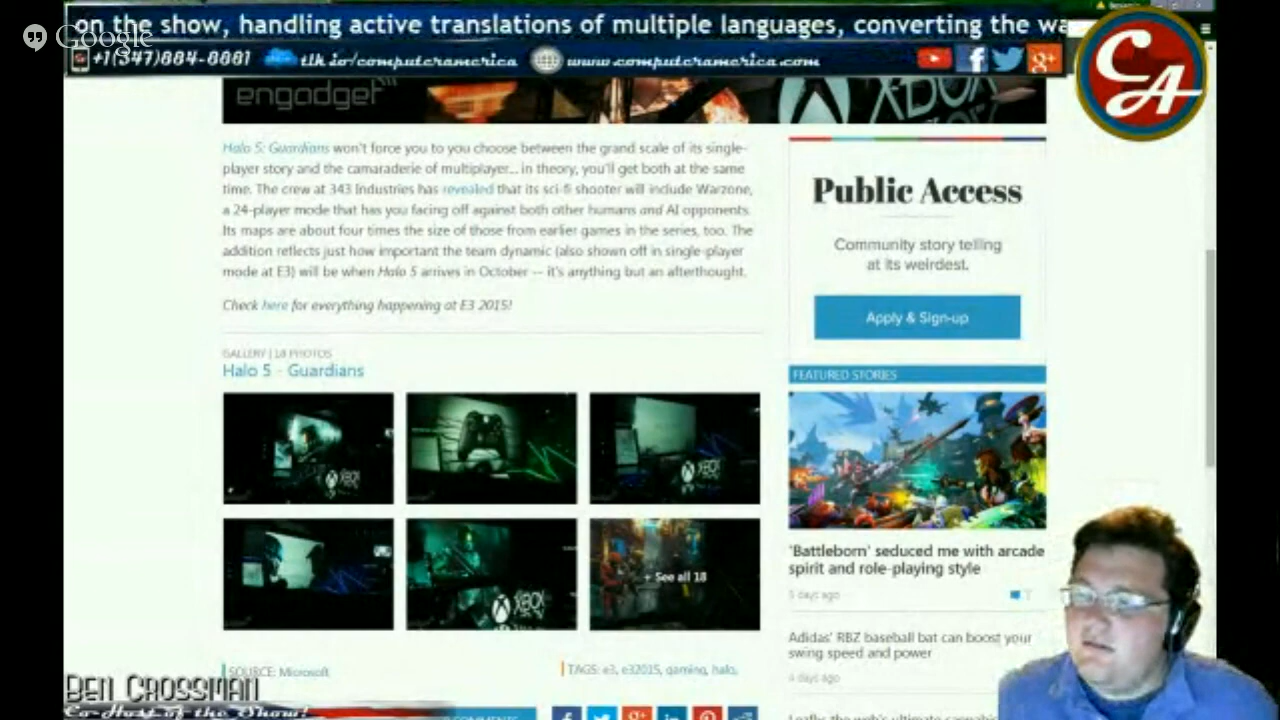 on the show, handling active translations of multiple languages, converting the wa
Google
+1(347)884-8881 tlk.io/computeramerica www.computeramerica.com
CA
engadget
XBOX
Halo 5: Guardians won't force you to you choose between the grand scale of its single-
player story and the camaraderie of multiplayer... in theory, you'll get both at the same
time. The crew at 343 Industries has revealed that its sci-fi shooter will include Warzone,
a 24-player mode that has you facing off against both other humans and AI opponents.
Its maps are about four times the size of those from earlier games in the series, too. The
addition reflects just how important the team dynamic (also shown off in single-player
mode at E3) will be when Halo 5 arrives in October -- it's anything but an afterthought.
Check here for everything happening at E3 2015!
GALLERY | 18 PHOTOS
Halo 5 - Guardians
XBOX
XBOX
XBOX
+ See all 18
SOURCE: Microsoft
TAGS: e3, e32015, gaming, halo,
COMMENTS
Public Access
Community story telling
at its weirdest.
Apply & Sign-up
FEATURED STORIES
'Battleborn' seduced me with arcade
spirit and role-playing style
5 days ago
Adidas' RBZ baseball bat can boost your
swing speed and power
4 days ago
BEN CROSSMAN
Co-Host of the Show!